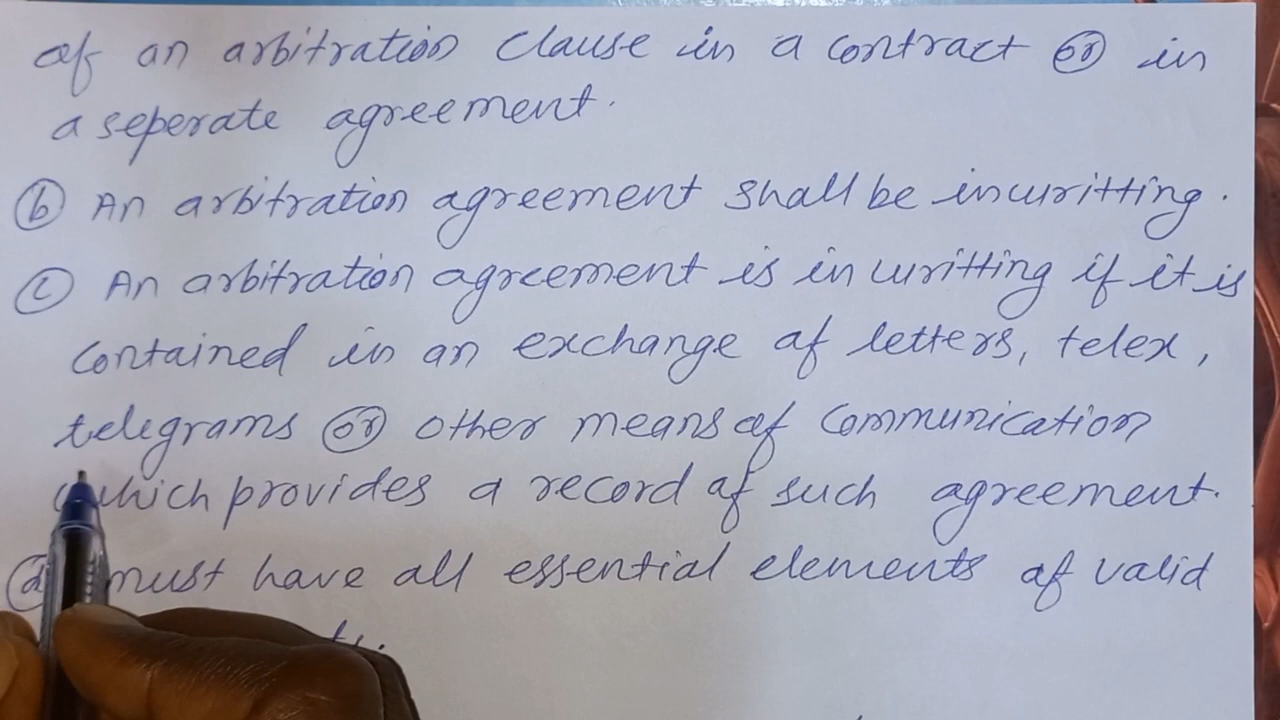 of an arbitration clause in a contract or in
a seperate agreement.
b An arbitration agreement shall be in writting.
c An arbitration agreement is in writting if it is
contained in an exchange of letters, telex,
telegrams or other means of communication
which provides a record of such agreement.
d must have all essential elements of valid